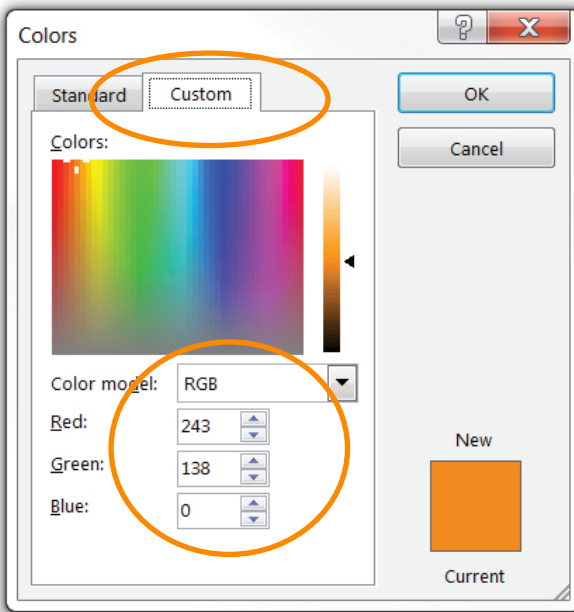 Colors
Standard Custom
OK
Cancel
Colors:
Color model: RGB
Red: 243
Green: 138
Blue: 0
New
Current